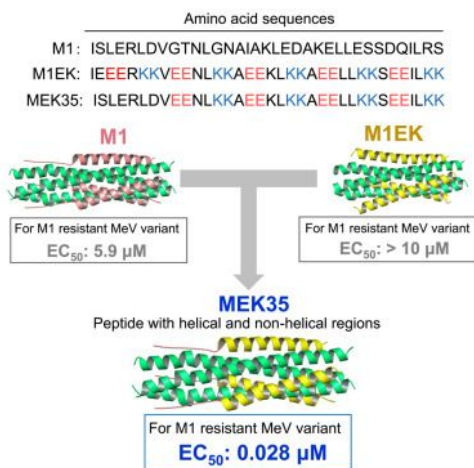 Amino acid sequences
M1: ISLERLDVGTNLGNAIAKLEDAKELLESSDQILRS
M1EK: IEEERKKVEENLKKAEEKLKKAEELLKKSEEILKK
MEK35: ISLERLDVEENLKKAEEKLKKAEELLKKSEEILKK
M1
M1EK
For M1 resistant MeV variant
EC50: 5.9 μM
For M1 resistant MeV variant
EC50: > 10 μM
MEK35
Peptide with helical and non-helical regions
For M1 resistant MeV variant
EC50: 0.028 μM